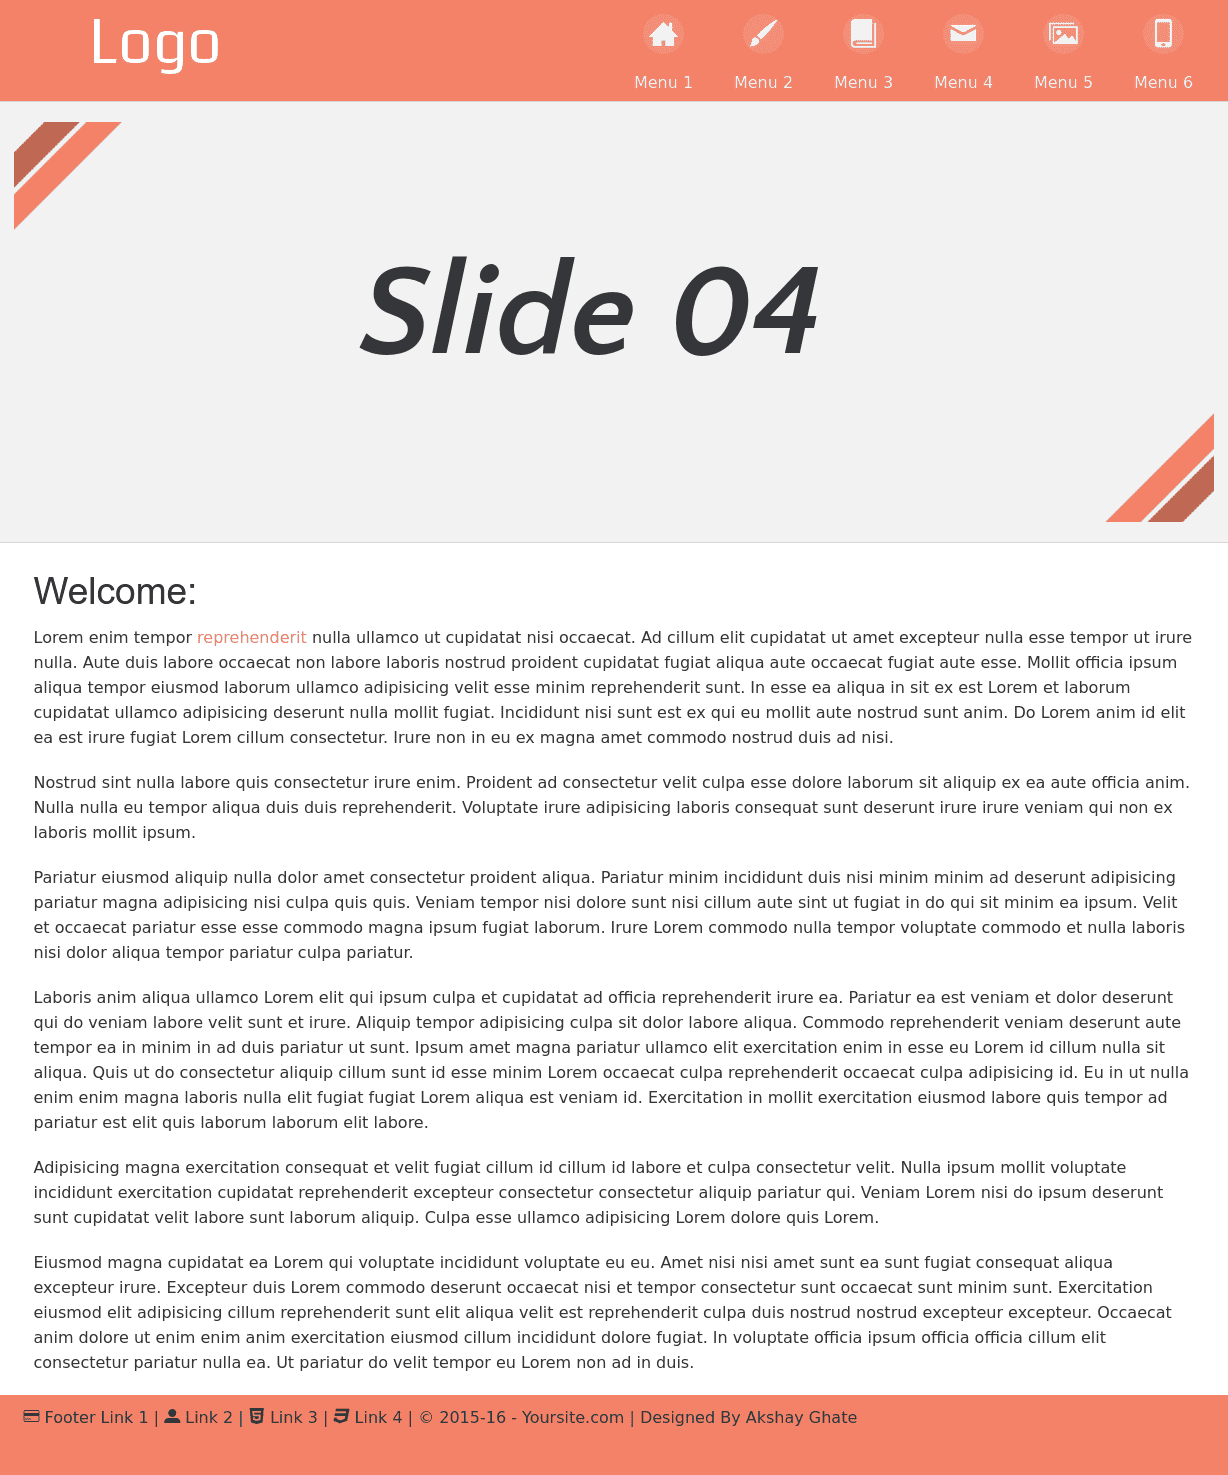 Logo
Menu 1 Menu 2 Menu 3 Menu 4 Menu 5 Menu 6
Slide 04
Welcome:
Lorem enim tempor reprehenderit nulla ullamco ut cupidatat nisi occaecat. Ad cillum elit cupidatat ut amet excepteur nulla esse tempor ut irure
nulla. Aute duis labore occaecat non labore laboris nostrud proident cupidatat fugiat aliqua aute occaecat fugiat aute esse. Mollit officia ipsum
aliqua tempor eiusmod laborum ullamco adipisicing velit esse minim reprehenderit sunt. In esse ea aliqua in sit ex est Lorem et laborum
cupidatat ullamco adipisicing deserunt nulla mollit fugiat. Incididunt nisi sunt est ex qui eu mollit aute nostrud sunt anim. Do Lorem anim id elit
ea est irure fugiat Lorem cillum consectetur. Irure non in eu ex magna amet commodo nostrud duis ad nisi.
Nostrud sint nulla labore quis consectetur irure enim. Proident ad consectetur velit culpa esse dolore laborum sit aliquip ex ea aute officia anim.
Nulla nulla eu tempor aliqua duis duis reprehenderit. Voluptate irure adipisicing laboris consequat sunt deserunt irure irure veniam qui non ex
laboris mollit ipsum.
Pariatur eiusmod aliquip nulla dolor amet consectetur proident aliqua. Pariatur minim incididunt duis nisi minim minim ad deserunt adipisicing
pariatur magna adipisicing nisi culpa quis quis. Veniam tempor nisi dolore sunt nisi cillum aute sint ut fugiat in do qui sit minim ea ipsum. Velit
et occaecat pariatur esse esse commodo magna ipsum fugiat laborum. Irure Lorem commodo nulla tempor voluptate commodo et nulla laboris
nisi dolor aliqua tempor pariatur culpa pariatur.
Laboris anim aliqua ullamco Lorem elit qui ipsum culpa et cupidatat ad officia reprehenderit irure ea. Pariatur ea est veniam et dolor deserunt
qui do veniam labore velit sunt et irure. Aliquip tempor adipisicing culpa sit dolor labore aliqua. Commodo reprehenderit veniam deserunt aute
tempor ea in minim in ad duis pariatur ut sunt. Ipsum amet magna pariatur ullamco elit exercitation enim in esse eu Lorem id cillum nulla sit
aliqua. Quis ut do consectetur aliquip cillum sunt id esse minim Lorem occaecat culpa reprehenderit occaecat culpa adipisicing id. Eu in ut nulla
enim enim magna laboris nulla elit fugiat fugiat Lorem aliqua est veniam id. Exercitation in mollit exercitation eiusmod labore quis tempor ad
pariatur est elit quis laborum laborum elit labore.
Adipisicing magna exercitation consequat et velit fugiat cillum id cillum id labore et culpa consectetur velit. Nulla ipsum mollit voluptate
incididunt exercitation cupidatat reprehenderit excepteur consectetur consectetur aliquip pariatur qui. Veniam Lorem nisi do ipsum deserunt
sunt cupidatat velit labore sunt laborum aliquip. Culpa esse ullamco adipisicing Lorem dolore quis Lorem.
Eiusmod magna cupidatat ea Lorem qui voluptate incididunt voluptate eu eu. Amet nisi nisi amet sunt ea sunt fugiat consequat aliqua
excepteur irure. Excepteur duis Lorem commodo deserunt occaecat nisi et tempor consectetur sunt occaecat sunt minim sunt. Exercitation
eiusmod elit adipisicing cillum reprehenderit sunt elit aliqua velit est reprehenderit culpa duis nostrud nostrud excepteur excepteur. Occaecat
anim dolore ut enim enim anim exercitation eiusmod cillum incididunt dolore fugiat. In voluptate officia ipsum officia officia cillum elit
consectetur pariatur nulla ea. Ut pariatur do velit tempor eu Lorem non ad in duis.
Footer Link 1 | Link 2 | Link 3 | Link 4 | © 2015-16 - Yoursite.com | Designed By Akshay Ghate